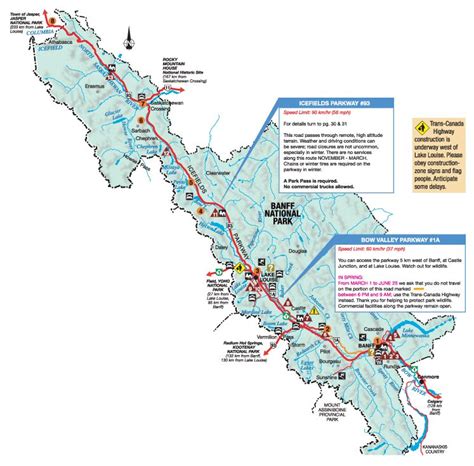 Town of Jasper,
JASPER
NATIONAL PARK
COLUMBIA
ICEFIELD
Athabasca
NORTH
SASKATCHEWAN
RIVER
Erasmus
ROCKY
MOUNTAIN
HOUSE
National Historic Site
Saskatchewan
Crossing
Glacier
Lake
Sarbach
Chephren
ICEFIELDS
PARKWAY
ICEFIELDS PARKWAY #93
Speed Limit: 90 km/hr (56 mph)
For details turn to pg. 30 & 31
This road passes through remote, high altitude
terrain. Weather and driving conditions can
be severe; road closures are not uncommon,
especially in winter. There are no services
along this route NOVEMBER - MARCH.
Chains or winter tires are required on the
parkway in winter.
A Park Pass is required.
No commercial trucks allowed.
Trans-Canada
Highway
construction is
underway west of
Lake Louise. Please
obey construction-
zone signs and flag
people. Anticipate
some delays.
BANFF
NATIONAL
PARK
Douglas
BOW VALLEY PARKWAY #1A
Speed Limit: 60 km/hr (37 mph)
You can access the parkway 5 km west of Banff, at Castle
Junction, and at Lake Louise. Watch out for wildlife.
IN SPRING
From MARCH 1 to JUNE 25 we ask that you do not travel
on the portion of this road marked
between 6 PM and 9 AM; use the Trans-Canada Highway
instead. Thank you for helping to protect park wildlife.
Commercial facilities along the parkway remain open.
Field, YOHO
NATIONAL PARK
LAKE
LOUISE
Radium Hot Springs,
KOOTENAY
NATIONAL PARK
(130 km from Banff)
Vermilion
Storm
Pilot
Bourgeau
Sunshine
Cascade
BANFF
Lake
Minnewanka
Canmore
Calgary
(128 km
from Banff)
MOUNT
ASSINIBOINE
PROVINCIAL
PARK
KANANASKIS
COUNTRY